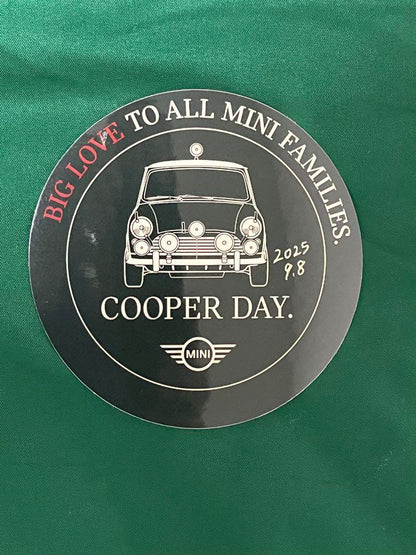 BIG LOVE TO ALL MINI FAMILIES.
2025
9.8
COOPER DAY.
MINI